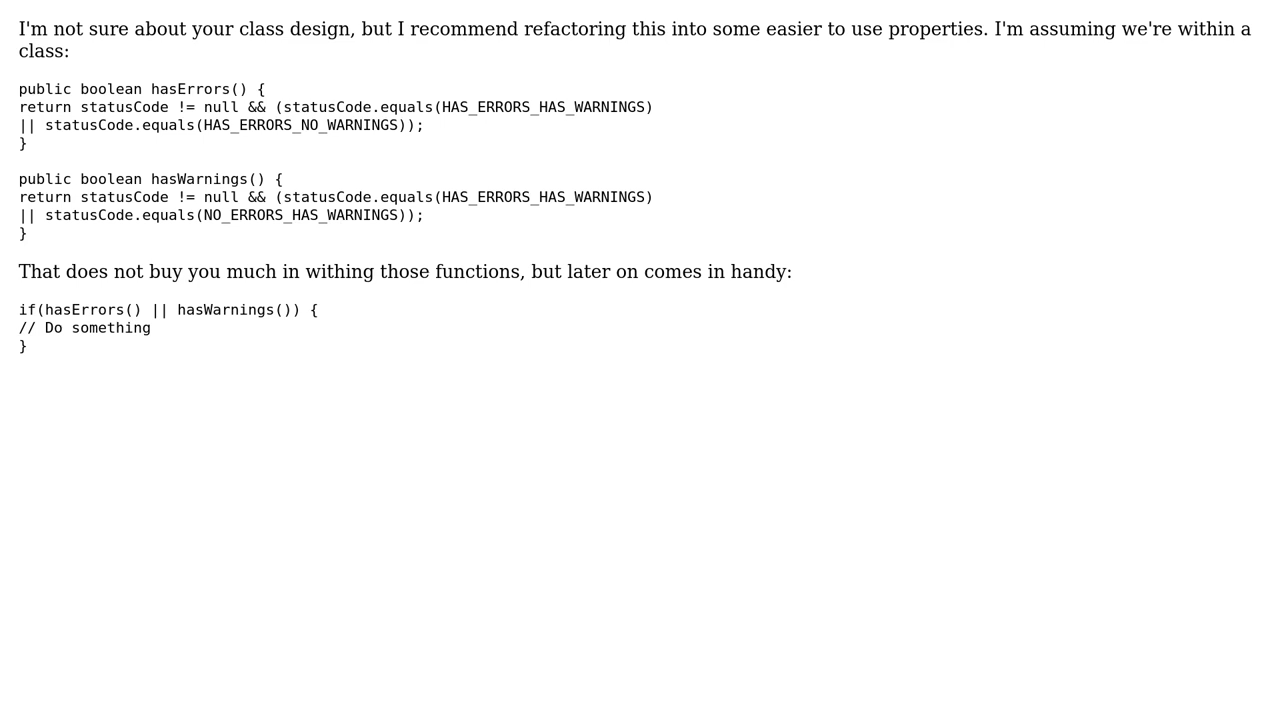 I'm not sure about your class design, but I recommend refactoring this into some easier to use properties. I'm assuming we're within a
class:
public boolean hasErrors() {
return statusCode != null && (statusCode.equals(HAS_ERRORS_HAS_WARNINGS)
|| statusCode.equals(HAS_ERRORS_NO_WARNINGS));
}
public boolean hasWarnings() {
return statusCode != null && (statusCode.equals(HAS_ERRORS_HAS_WARNINGS)
|| statusCode.equals(NO_ERRORS_HAS_WARNINGS));
}
That does not buy you much in withing those functions, but later on comes in handy:
if(hasErrors() || hasWarnings()) {
// Do something
}